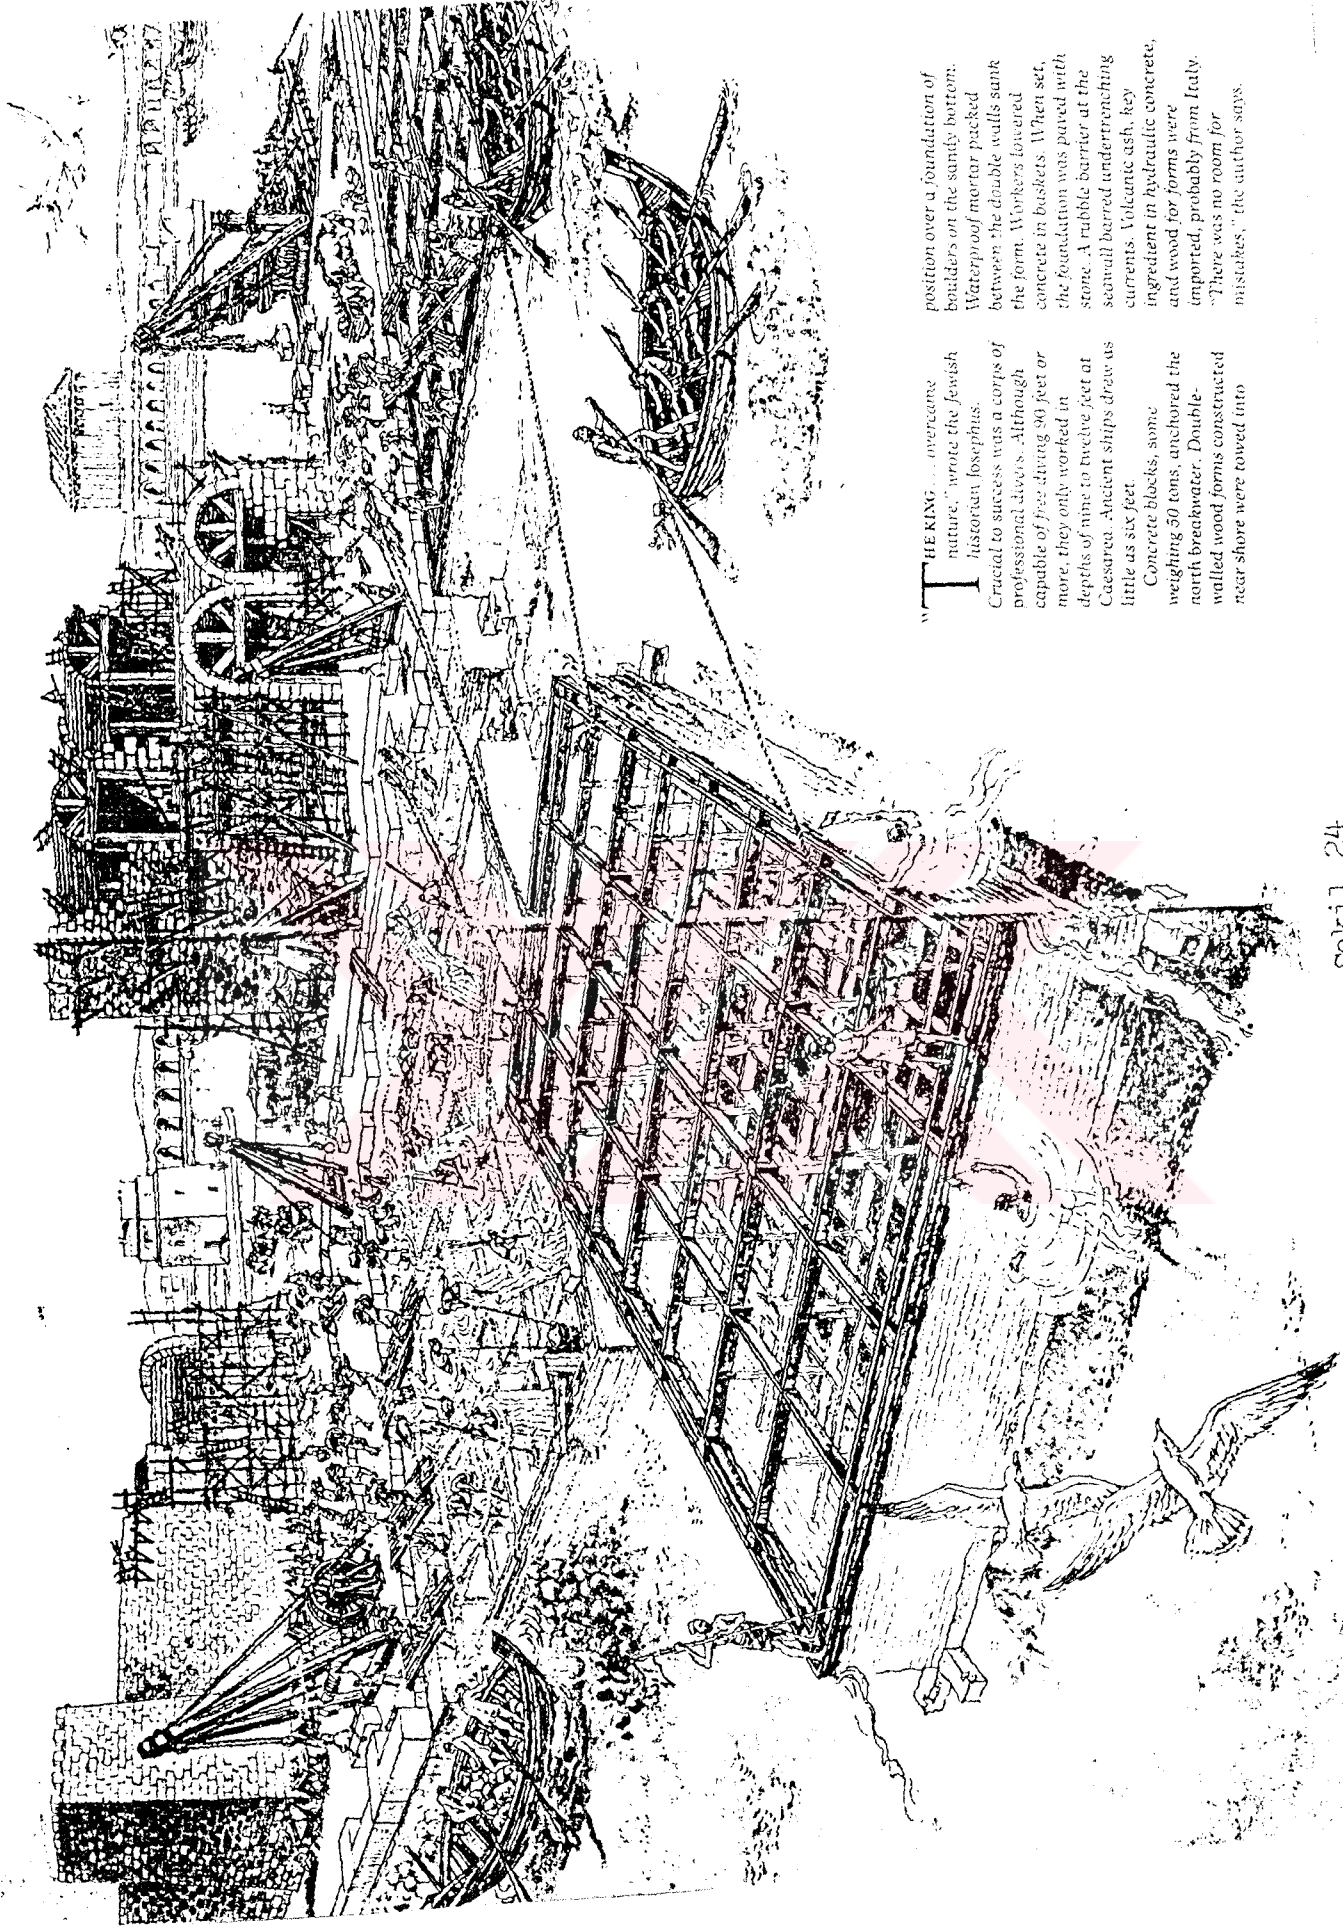 "THE KING ... overcame
nature," wrote the Jewish
historian Josephus.
Crucial to success was a corps of
professional divers. Although
capable of free diving 90 feet or
more, they only worked in
depths of nine to twelve feet at
Caesarea. Ancient ships drew as
little as six feet.
Concrete blocks, some
weighing 50 tons, anchored the
north breakwater. Double-
walled wood forms constructed
near shore were towed into
position over a foundation of
boulders on the sandy bottom.
Waterproof mortar packed
between the double walls sank
the form. Workers lowered
concrete in baskets. When set,
the foundation was paved with
stone. A rubble barrier at the
seawall barred undertrenching
currents. Volcanic ash, key
ingredient in hydraulic concrete,
and wood for forms were
imported, probably from Italy.
"There was no room for
mistakes," the author says.